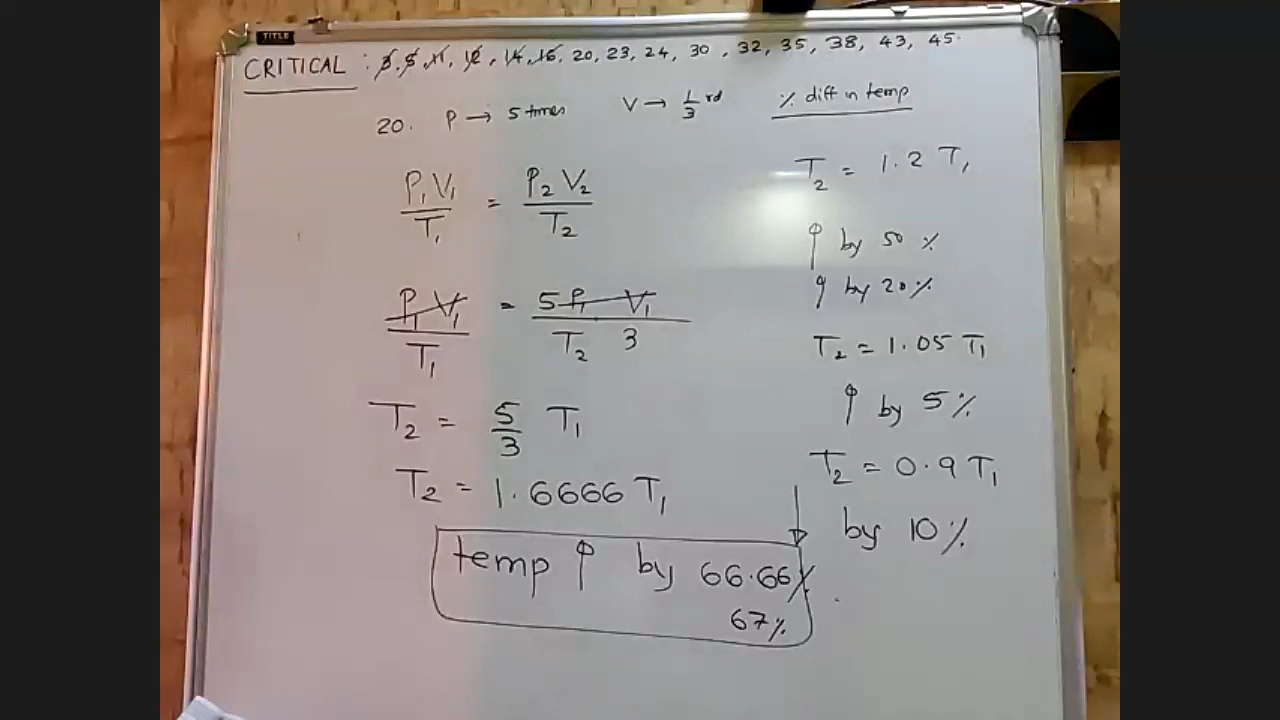 TITLE
CRITICAL : 3, 5, 11, 12, 14, 16, 20, 23, 24, 30, 32, 35, 38, 43, 45.
20. P → 5 times V → 1/3 rd % diff in temp
P₁V₁/T₁ = P₂V₂/T₂
P₁V₁/T₁ = 5P₁V₁/T₂ 3
T₂ = 5/3 T₁
T₂ = 1.6666 T₁
temp ↑ by 66.66%
67%
T₂ = 1.2 T₁
↑ by 50 %
↑ by 20%
T₂ = 1.05 T₁
↑ by 5%
T₂ = 0.9 T₁
↓ by 10%